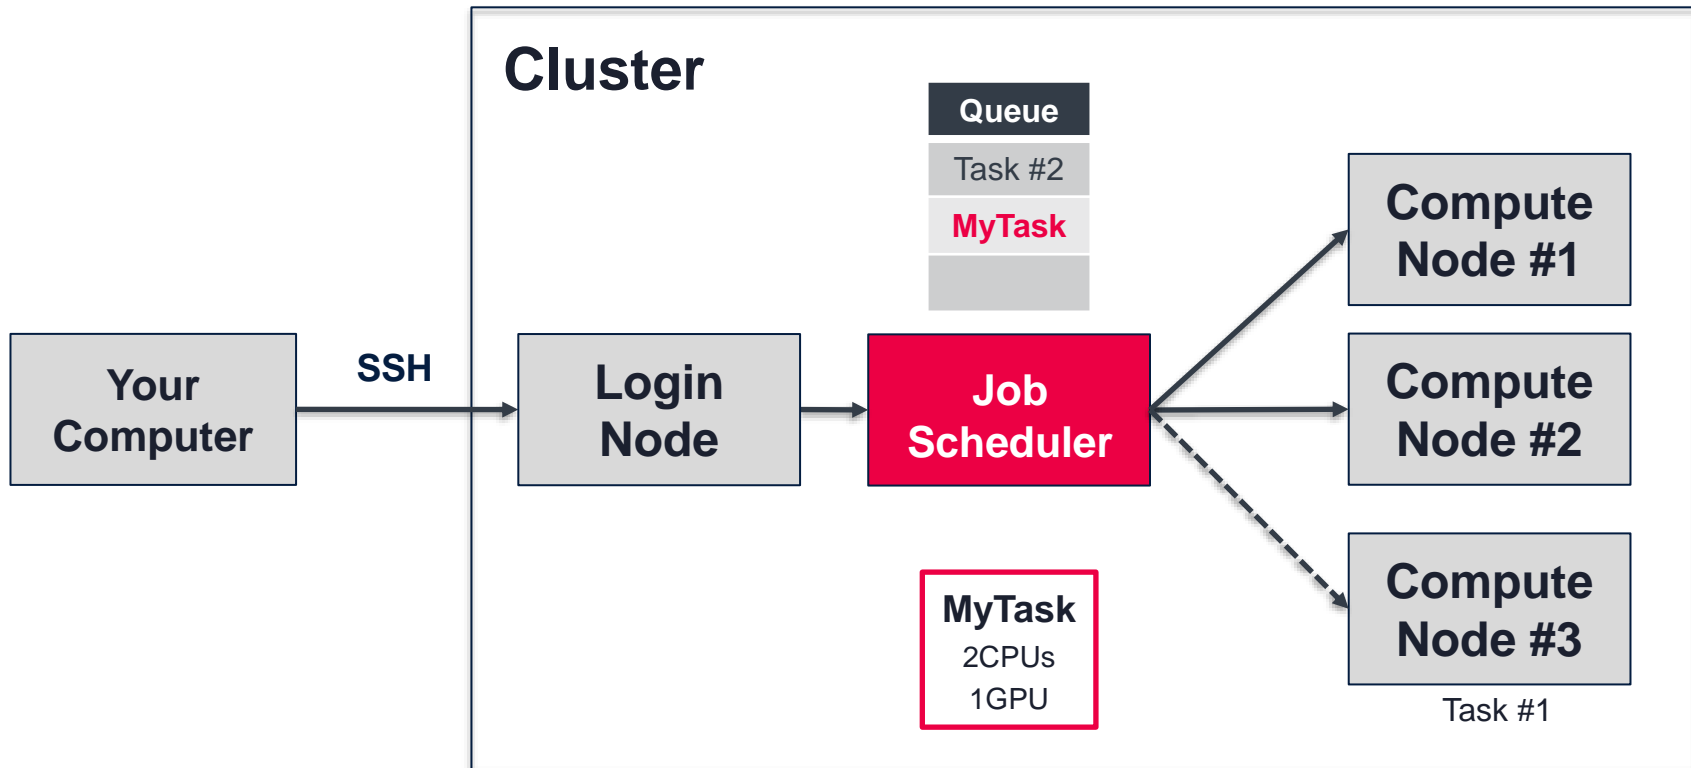 Cluster
Queue
Task #2
MyTask
Your
Computer
SSH
Login
Node
Job
Scheduler
Compute
Node #1
Compute
Node #2
Compute
Node #3
Task #1
MyTask
2CPUs
1GPU